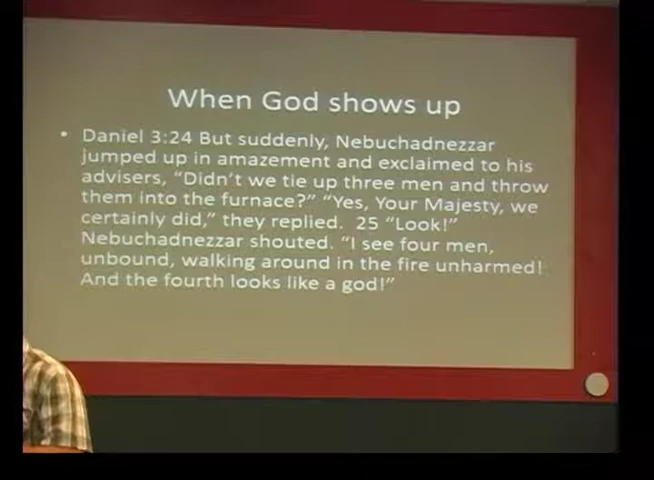 When God shows up
• Daniel 3:24 But suddenly, Nebuchadnezzar
jumped up in amazement and exclaimed to his
advisers, “Didn’t we tie up three men and throw
them into the furnace?” “Yes, Your Majesty, we
certainly did,” they replied.  25 “Look!”
Nebuchadnezzar shouted. “I see four men,
unbound, walking around in the fire unharmed!
And the fourth looks like a god!”